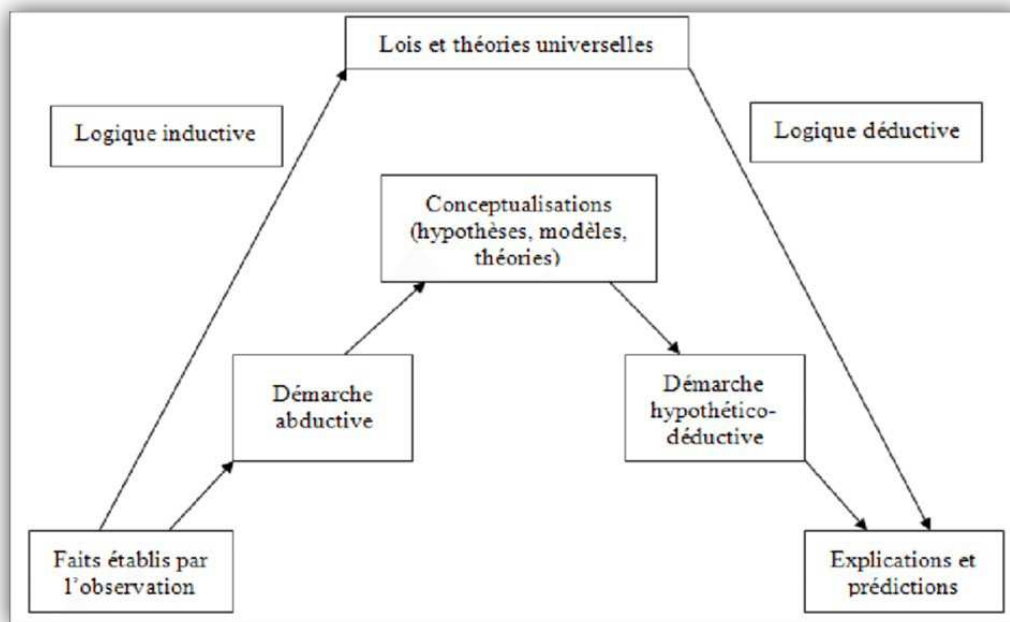 Lois et théories universelles
Logique inductive
Logique déductive
Conceptualisations
(hypothèses, modèles,
théories)
Démarche
abductive
Démarche
hypothético-
déductive
Faits établis par
l'observation
Explications et
prédictions